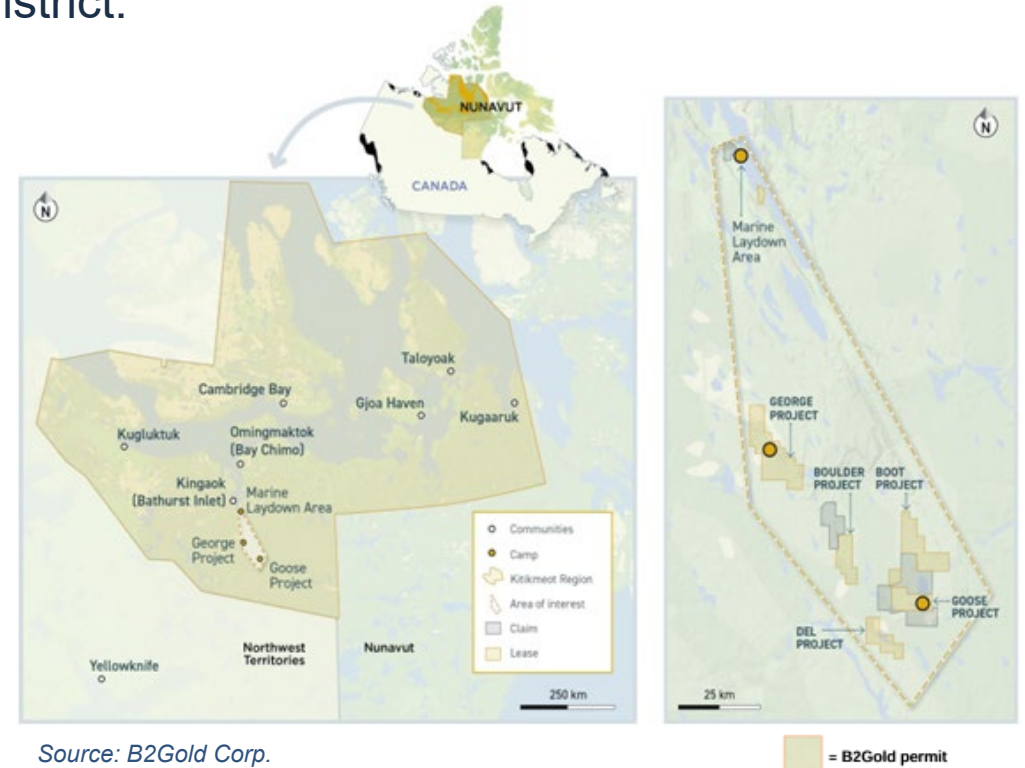 istrict.
NUNAVUT
CANADA
N
Taloyoak
Cambridge Bay
Gjoa Haven
Kugaaruk
Kugluktuk
Omingmaktok
(Bay Chimo)
Kingaok
(Bathurst Inlet)
Marine
Laydown Area
George
Project
Goose
Project
Communities
Camp
Kitikmeot Region
Area of interest
Claim
Lease
Northwest
Territories
Nunavut
Yellowknife
250 km
N
Marine
Laydown
Area
GEORGE
PROJECT
BOULDER
PROJECT
BOOT
PROJECT
GOOSE
PROJECT
DEL
PROJECT
25 km
Source: B2Gold Corp.
= B2Gold permit